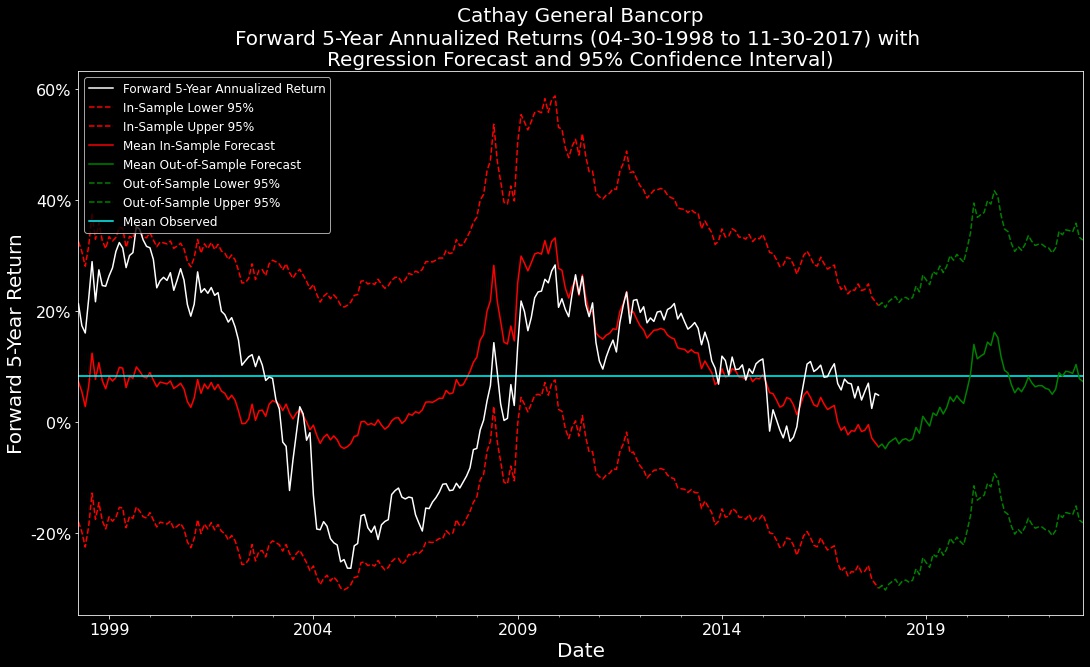 Cathay General Bancorp
Forward 5-Year Annualized Returns (04-30-1998 to 11-30-2017) with
Regression Forecast and 95% Confidence Interval)
Forward 5-Year Annualized Return
In-Sample Lower 95%
In-Sample Upper 95%
Mean In-Sample Forecast
Mean Out-of-Sample Forecast
Out-of-Sample Lower 95%
Out-of-Sample Upper 95%
Mean Observed
60%
40%
20%
0%
-20%
Forward 5-Year Return
1999
2004
2009
2014
2019
Date